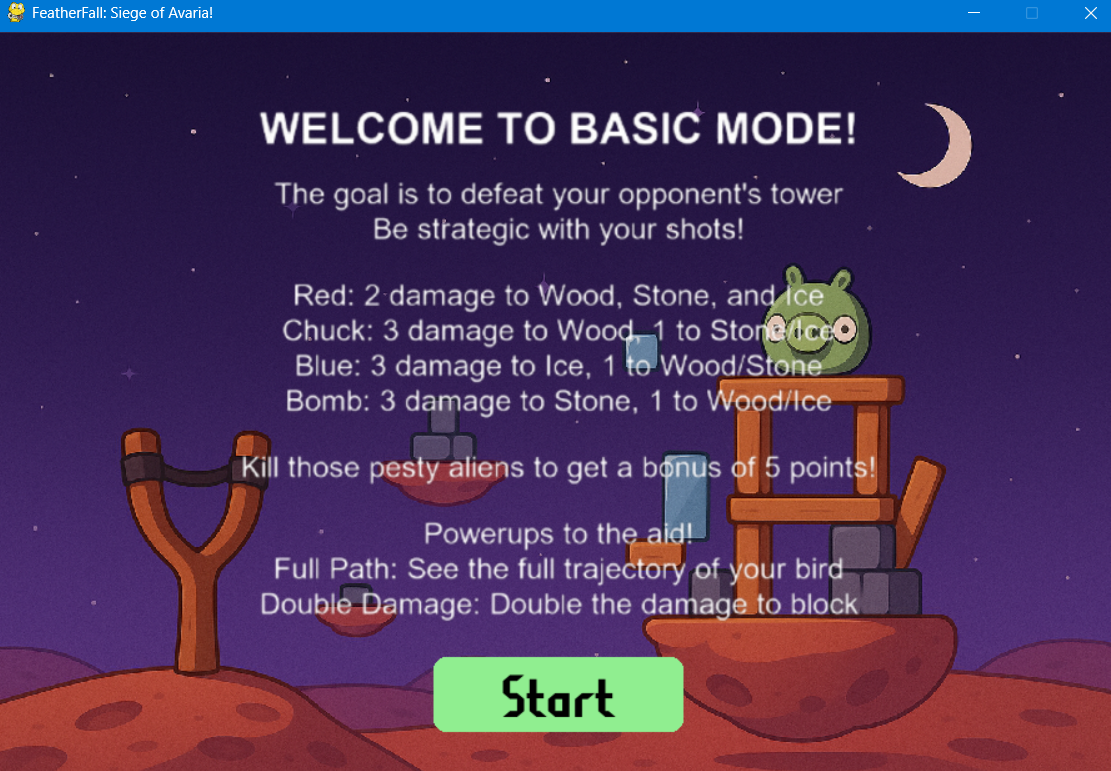 FeatherFall: Siege of Avaria!
WELCOME TO BASIC MODE!
The goal is to defeat your opponent's tower
Be strategic with your shots!
Red: 2 damage to Wood, Stone, and Ice
Chuck: 3 damage to Wood, 1 to Stone/Ice
Blue: 3 damage to Ice, 1 to Wood/Stone
Bomb: 3 damage to Stone, 1 to Wood/Ice
Kill those pesty aliens to get a bonus of 5 points!
Powerups to the aid!
Full Path: See the full trajectory of your bird
Double Damage: Double the damage to block
Start